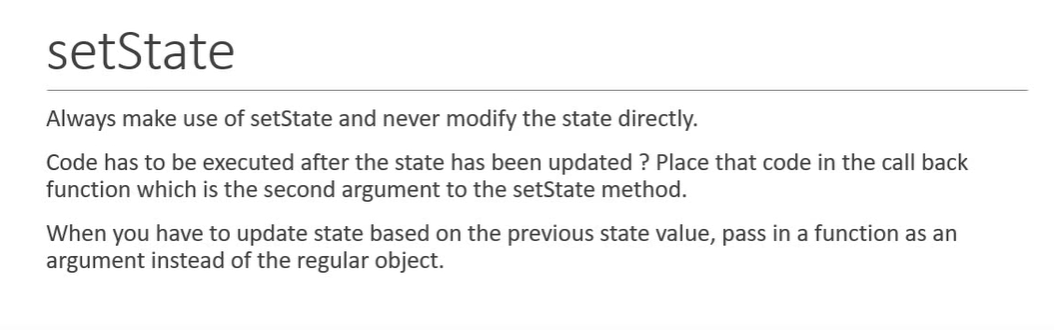 setState
Always make use of setState and never modify the state directly.
Code has to be executed after the state has been updated ? Place that code in the call back
function which is the second argument to the setState method.
When you have to update state based on the previous state value, pass in a function as an
argument instead of the regular object.